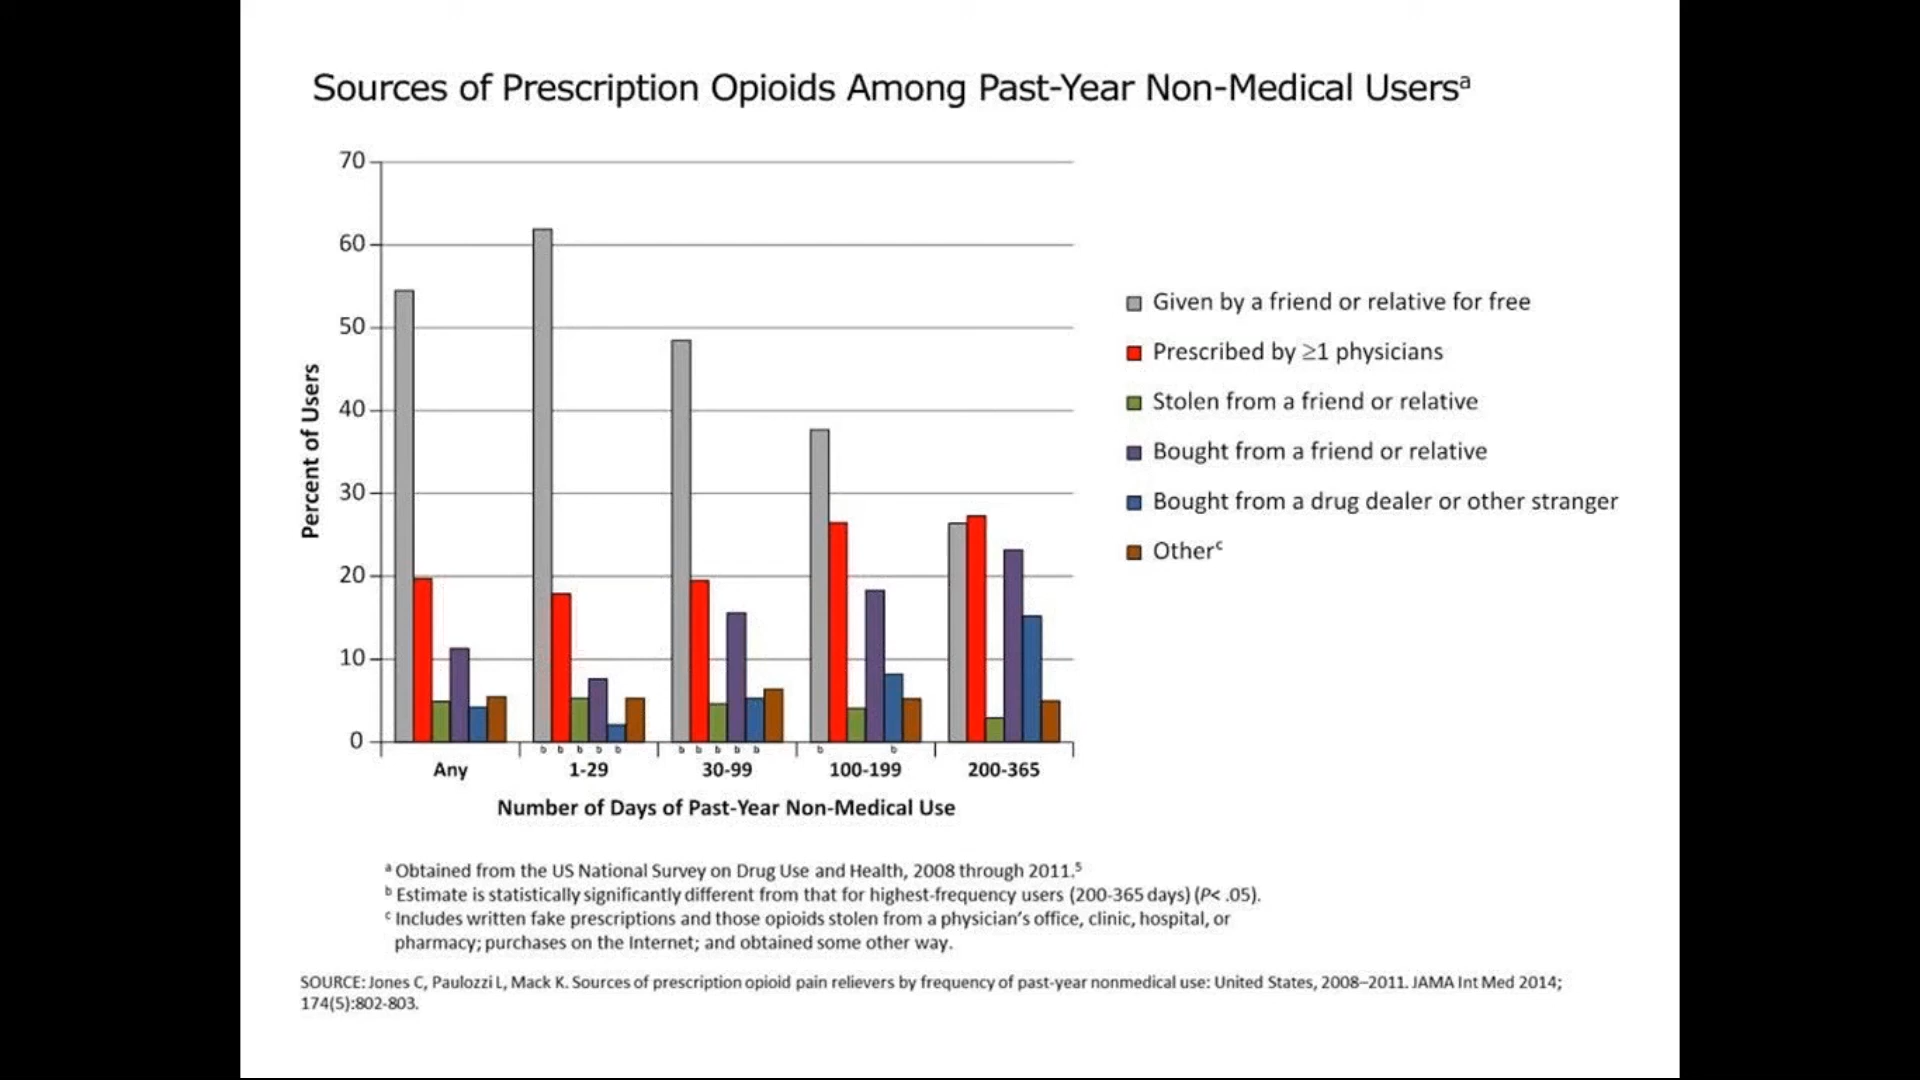 Sources of Prescription Opioids Among Past-Year Non-Medical Usersᵃ
70
60
50
40
30
20
10
0
Percent of Users
b b b b b b b b b b b b
Any 1-29 30-99 100-199 200-365
Number of Days of Past-Year Non-Medical Use
Given by a friend or relative for free
Prescribed by ≥1 physicians
Stolen from a friend or relative
Bought from a friend or relative
Bought from a drug dealer or other stranger
Otherᶜ
ᵃ Obtained from the US National Survey on Drug Use and Health, 2008 through 2011.⁵
ᵇ Estimate is statistically significantly different from that for highest-frequency users (200-365 days) (P< .05).
ᶜ Includes written fake prescriptions and those opioids stolen from a physician's office, clinic, hospital, or
pharmacy; purchases on the Internet; and obtained some other way.
SOURCE: Jones C, Paulozzi L, Mack K. Sources of prescription opioid pain relievers by frequency of past-year nonmedical use: United States, 2008–2011. JAMA Int Med 2014;
174(5):802-803.